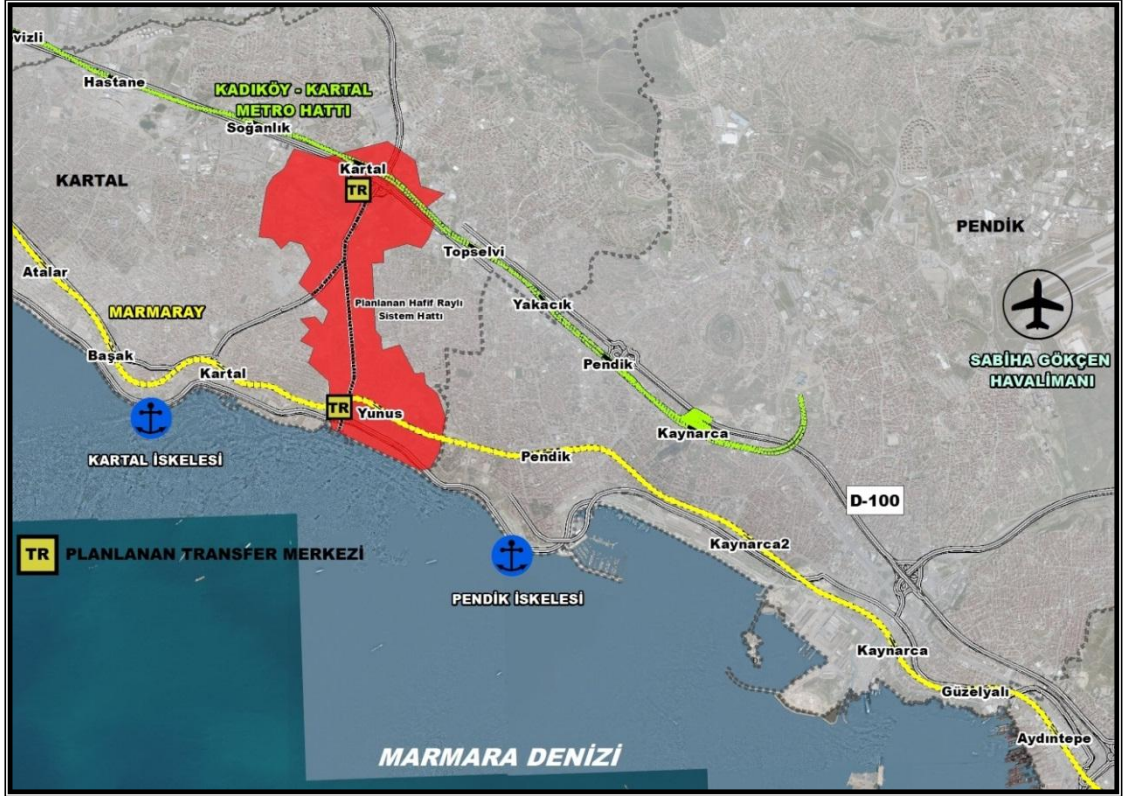 vizli
Hastane
KADIKÖY - KARTAL
METRO HATTI
Soğanlık
Kartal
TR
KARTAL
PENDİK
Topselvi
Atalar
Yakacık
Planlanan Hafif Raylı
Sistem Hattı
MARMARAY
Başak
Kartal
Pendik
SABİHA GÖKÇEN
HAVALİMANI
TR
Yunus
Kaynarca
KARTAL İSKELESİ
Pendik
D-100
TR
PLANLANAN TRANSFER MERKEZİ
Kaynarca2
PENDİK İSKELESİ
Kaynarca
Güzelyalı
Aydıntepe
MARMARA DENİZİ